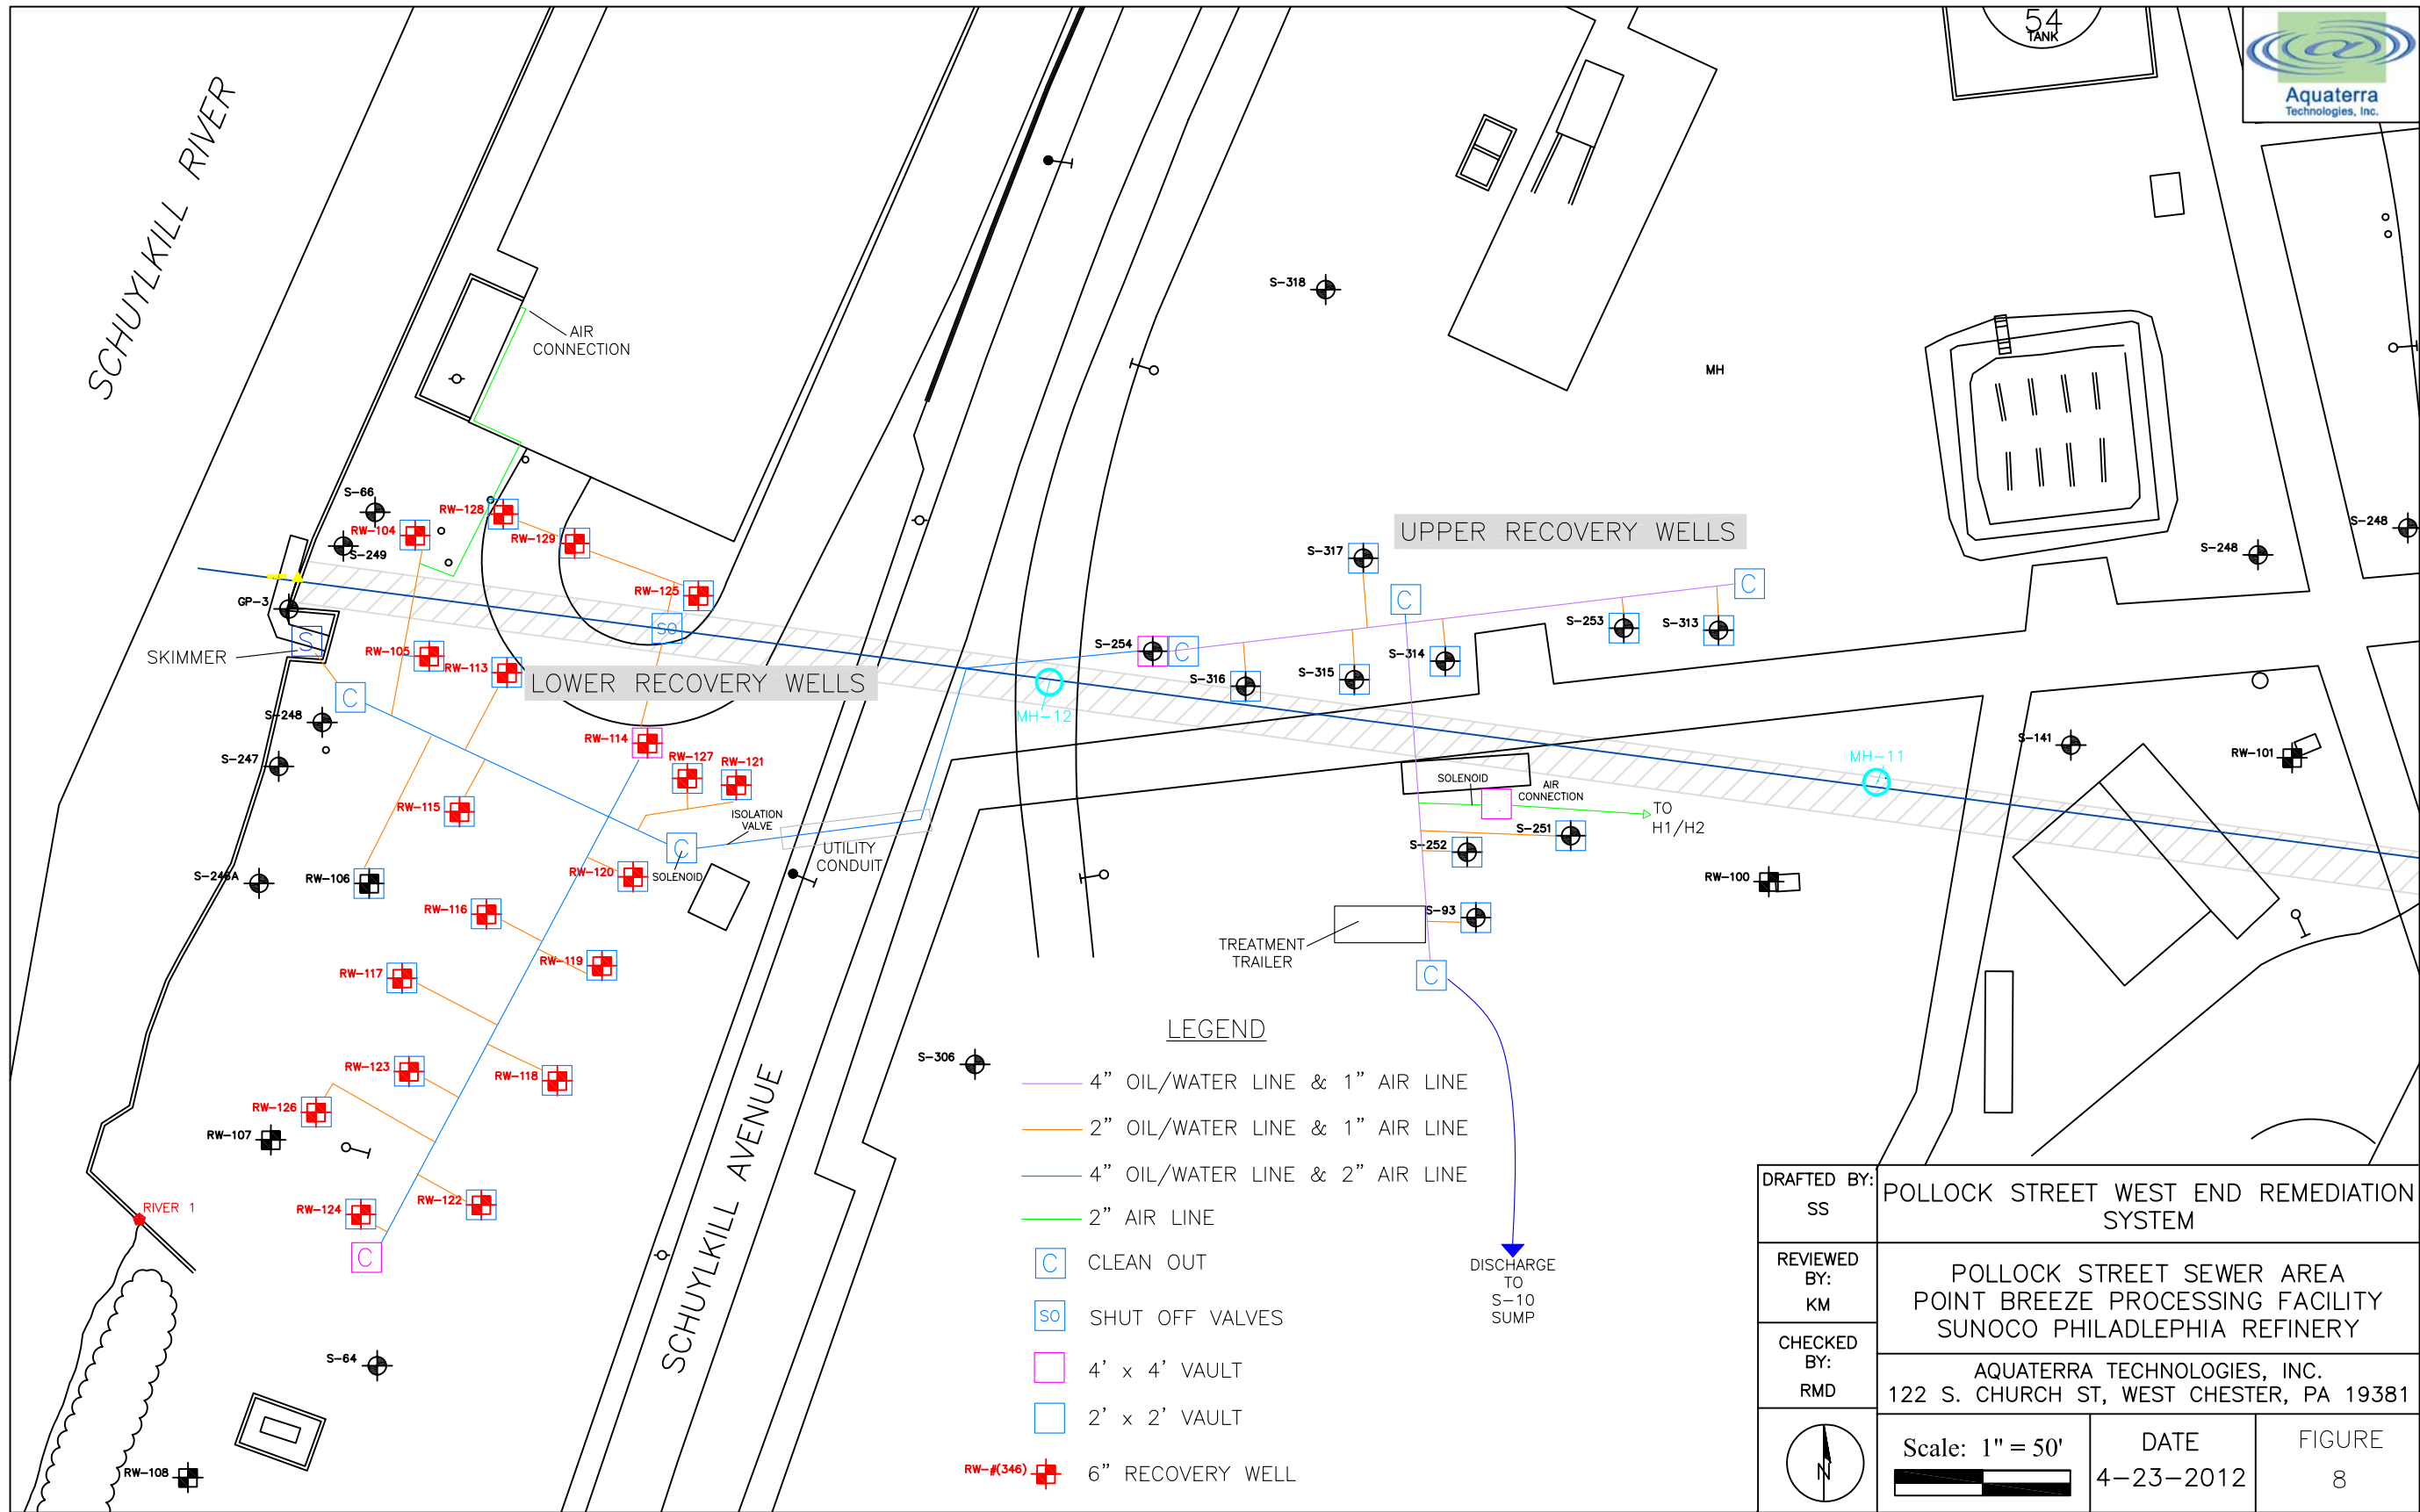 54
TANK
Aquaterra
Technologies, Inc.
SCHUYLKILL RIVER
S-318
AIR
CONNECTION
MH
S-66
RW-104
S-249
RW-128
RW-129
RW-125
SO
UPPER RECOVERY WELLS
S-317
C
C
S-248
S-248
GP-3
S
SKIMMER
C
RW-105
RW-113
LOWER RECOVERY WELLS
S-254
C
S-316
S-315
S-314
S-253
S-313
MH-12
S-248
S-247
RW-114
RW-127
RW-121
RW-115
ISOLATION
VALVE
C
SOLENOID
UTILITY
CONDUIT
S-246A
RW-106
RW-120
SOLENOID
AIR
CONNECTION
TO
H1/H2
MH-11
S-141
RW-101
S-251
S-252
RW-100
S-93
TREATMENT
TRAILER
C
RW-116
RW-119
RW-117
RW-123
RW-118
RW-126
RW-107
RW-124
RW-122
C
RIVER 1
S-306
S-64
RW-108
SCHUYLKILL AVENUE
DISCHARGE
TO
S-10
SUMP
LEGEND
4" OIL/WATER LINE & 1" AIR LINE
2" OIL/WATER LINE & 1" AIR LINE
4" OIL/WATER LINE & 2" AIR LINE
2" AIR LINE
C CLEAN OUT
SO SHUT OFF VALVES
4' x 4' VAULT
2' x 2' VAULT
RW-#(346) 6" RECOVERY WELL
DRAFTED BY:
SS
POLLOCK STREET WEST END REMEDIATION
SYSTEM
REVIEWED
BY:
KM
POLLOCK STREET SEWER AREA
POINT BREEZE PROCESSING FACILITY
SUNOCO PHILADLEPHIA REFINERY
CHECKED
BY:
RMD
AQUATERRA TECHNOLOGIES, INC.
122 S. CHURCH ST, WEST CHESTER, PA 19381
N
Scale: 1" = 50'
DATE
4-23-2012
FIGURE
8